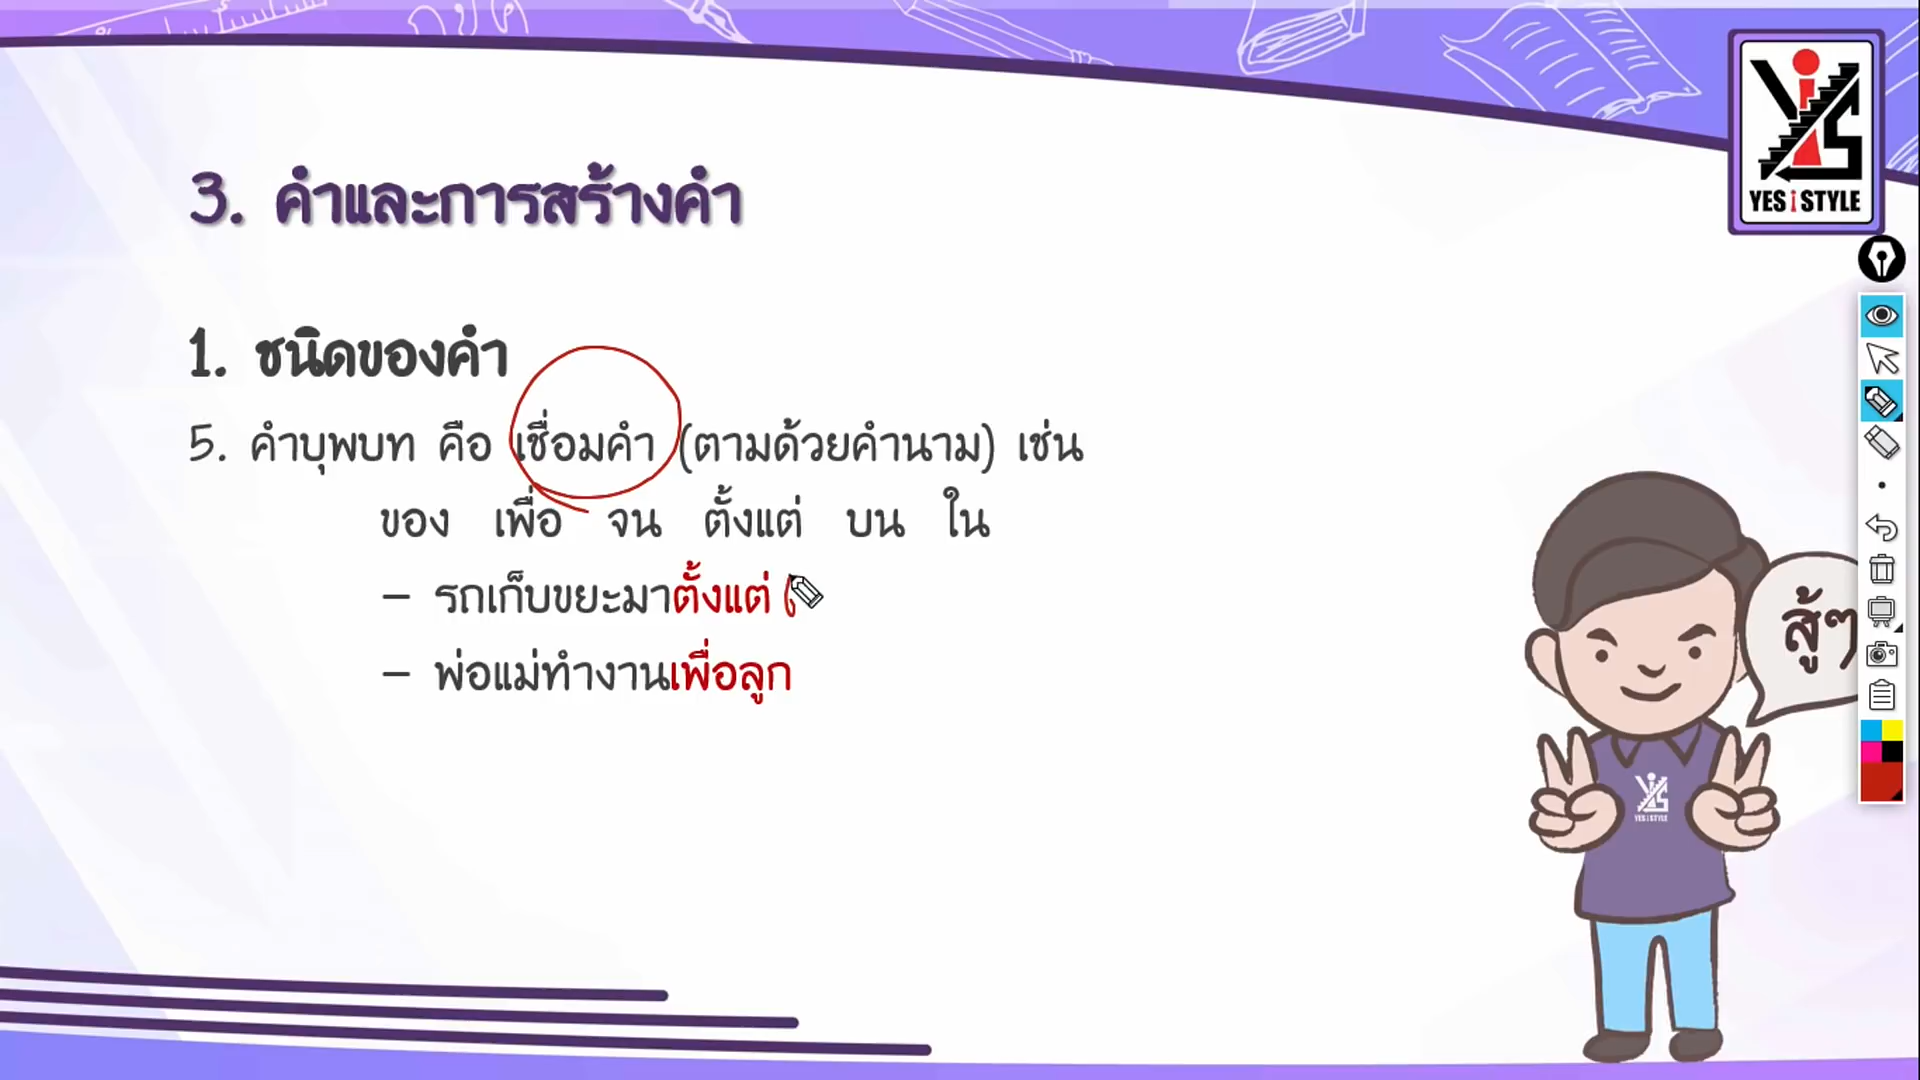 YES i STYLE
3. คำและการสร้างคำ
1. ชนิดของคำ
5. คำบุพบท คือ เชื่อมคำ (ตามด้วยคำนาม) เช่น
ของ เพื่อ จน ตั้งแต่ บน ใน
– รถเก็บขยะมาตั้งแต่
– พ่อแม่ทำงานเพื่อลูก
สู้ๆ
YES i STYLE